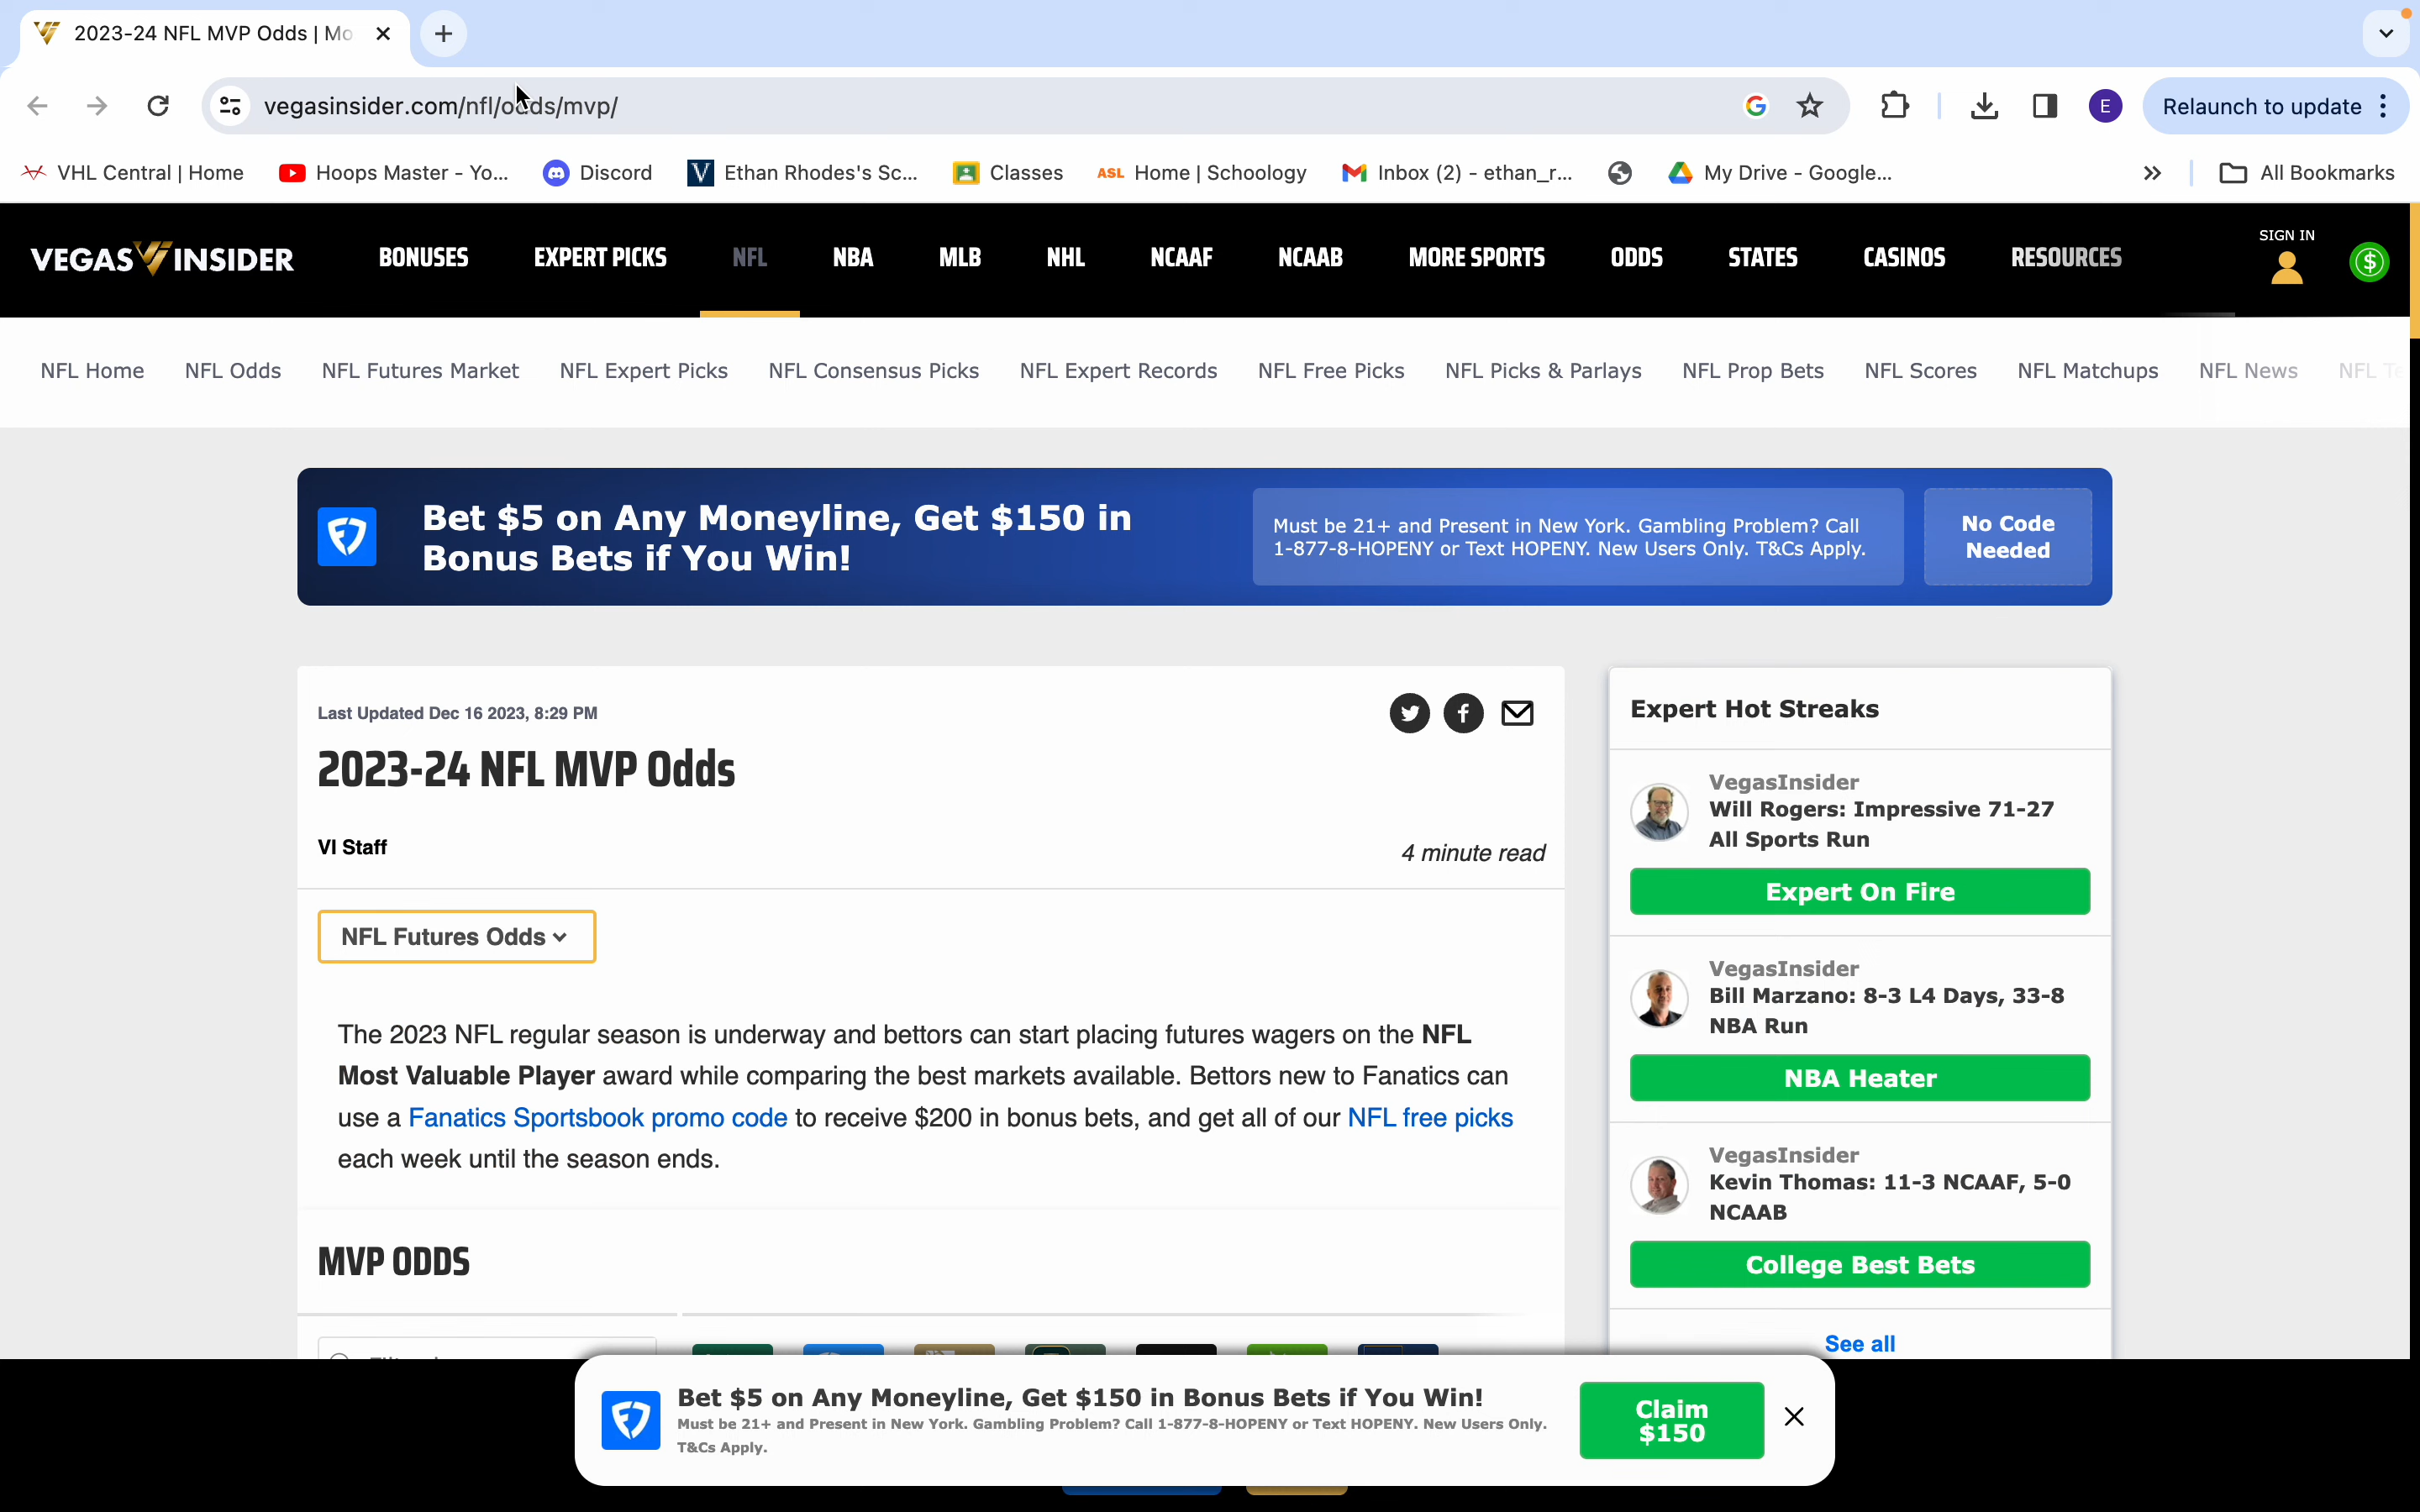 2023-24 NFL MVP Odds | Mo
vegasinsider.com/nfl/odds/mvp/
E
Relaunch to update
VHL Central | Home
Hoops Master - Yo...
Discord
Ethan Rhodes's Sc...
Classes
ASL Home | Schoology
Inbox (2) - ethan_r...
My Drive - Google...
All Bookmarks
VEGAS INSIDER
BONUSES
EXPERT PICKS
NFL
NBA
MLB
NHL
NCAAF
NCAAB
MORE SPORTS
ODDS
STATES
CASINOS
RESOURCES
SIGN IN
NFL Home
NFL Odds
NFL Futures Market
NFL Expert Picks
NFL Consensus Picks
NFL Expert Records
NFL Free Picks
NFL Picks & Parlays
NFL Prop Bets
NFL Scores
NFL Matchups
NFL News
NFL Te
Bet $5 on Any Moneyline, Get $150 in
Bonus Bets if You Win!
Must be 21+ and Present in New York. Gambling Problem? Call
1-877-8-HOPENY or Text HOPENY. New Users Only. T&Cs Apply.
No Code
Needed
Last Updated Dec 16 2023, 8:29 PM
2023-24 NFL MVP Odds
VI Staff
4 minute read
NFL Futures Odds
The 2023 NFL regular season is underway and bettors can start placing futures wagers on the NFL
Most Valuable Player award while comparing the best markets available. Bettors new to Fanatics can
use a Fanatics Sportsbook promo code to receive $200 in bonus bets, and get all of our NFL free picks
each week until the season ends.
MVP ODDS
Expert Hot Streaks
VegasInsider
Will Rogers: Impressive 71-27
All Sports Run
Expert On Fire
VegasInsider
Bill Marzano: 8-3 L4 Days, 33-8
NBA Run
NBA Heater
VegasInsider
Kevin Thomas: 11-3 NCAAF, 5-0
NCAAB
College Best Bets
See all
Bet $5 on Any Moneyline, Get $150 in Bonus Bets if You Win!
Must be 21+ and Present in New York. Gambling Problem? Call 1-877-8-HOPENY or Text HOPENY. New Users Only.
T&Cs Apply.
Claim
$150